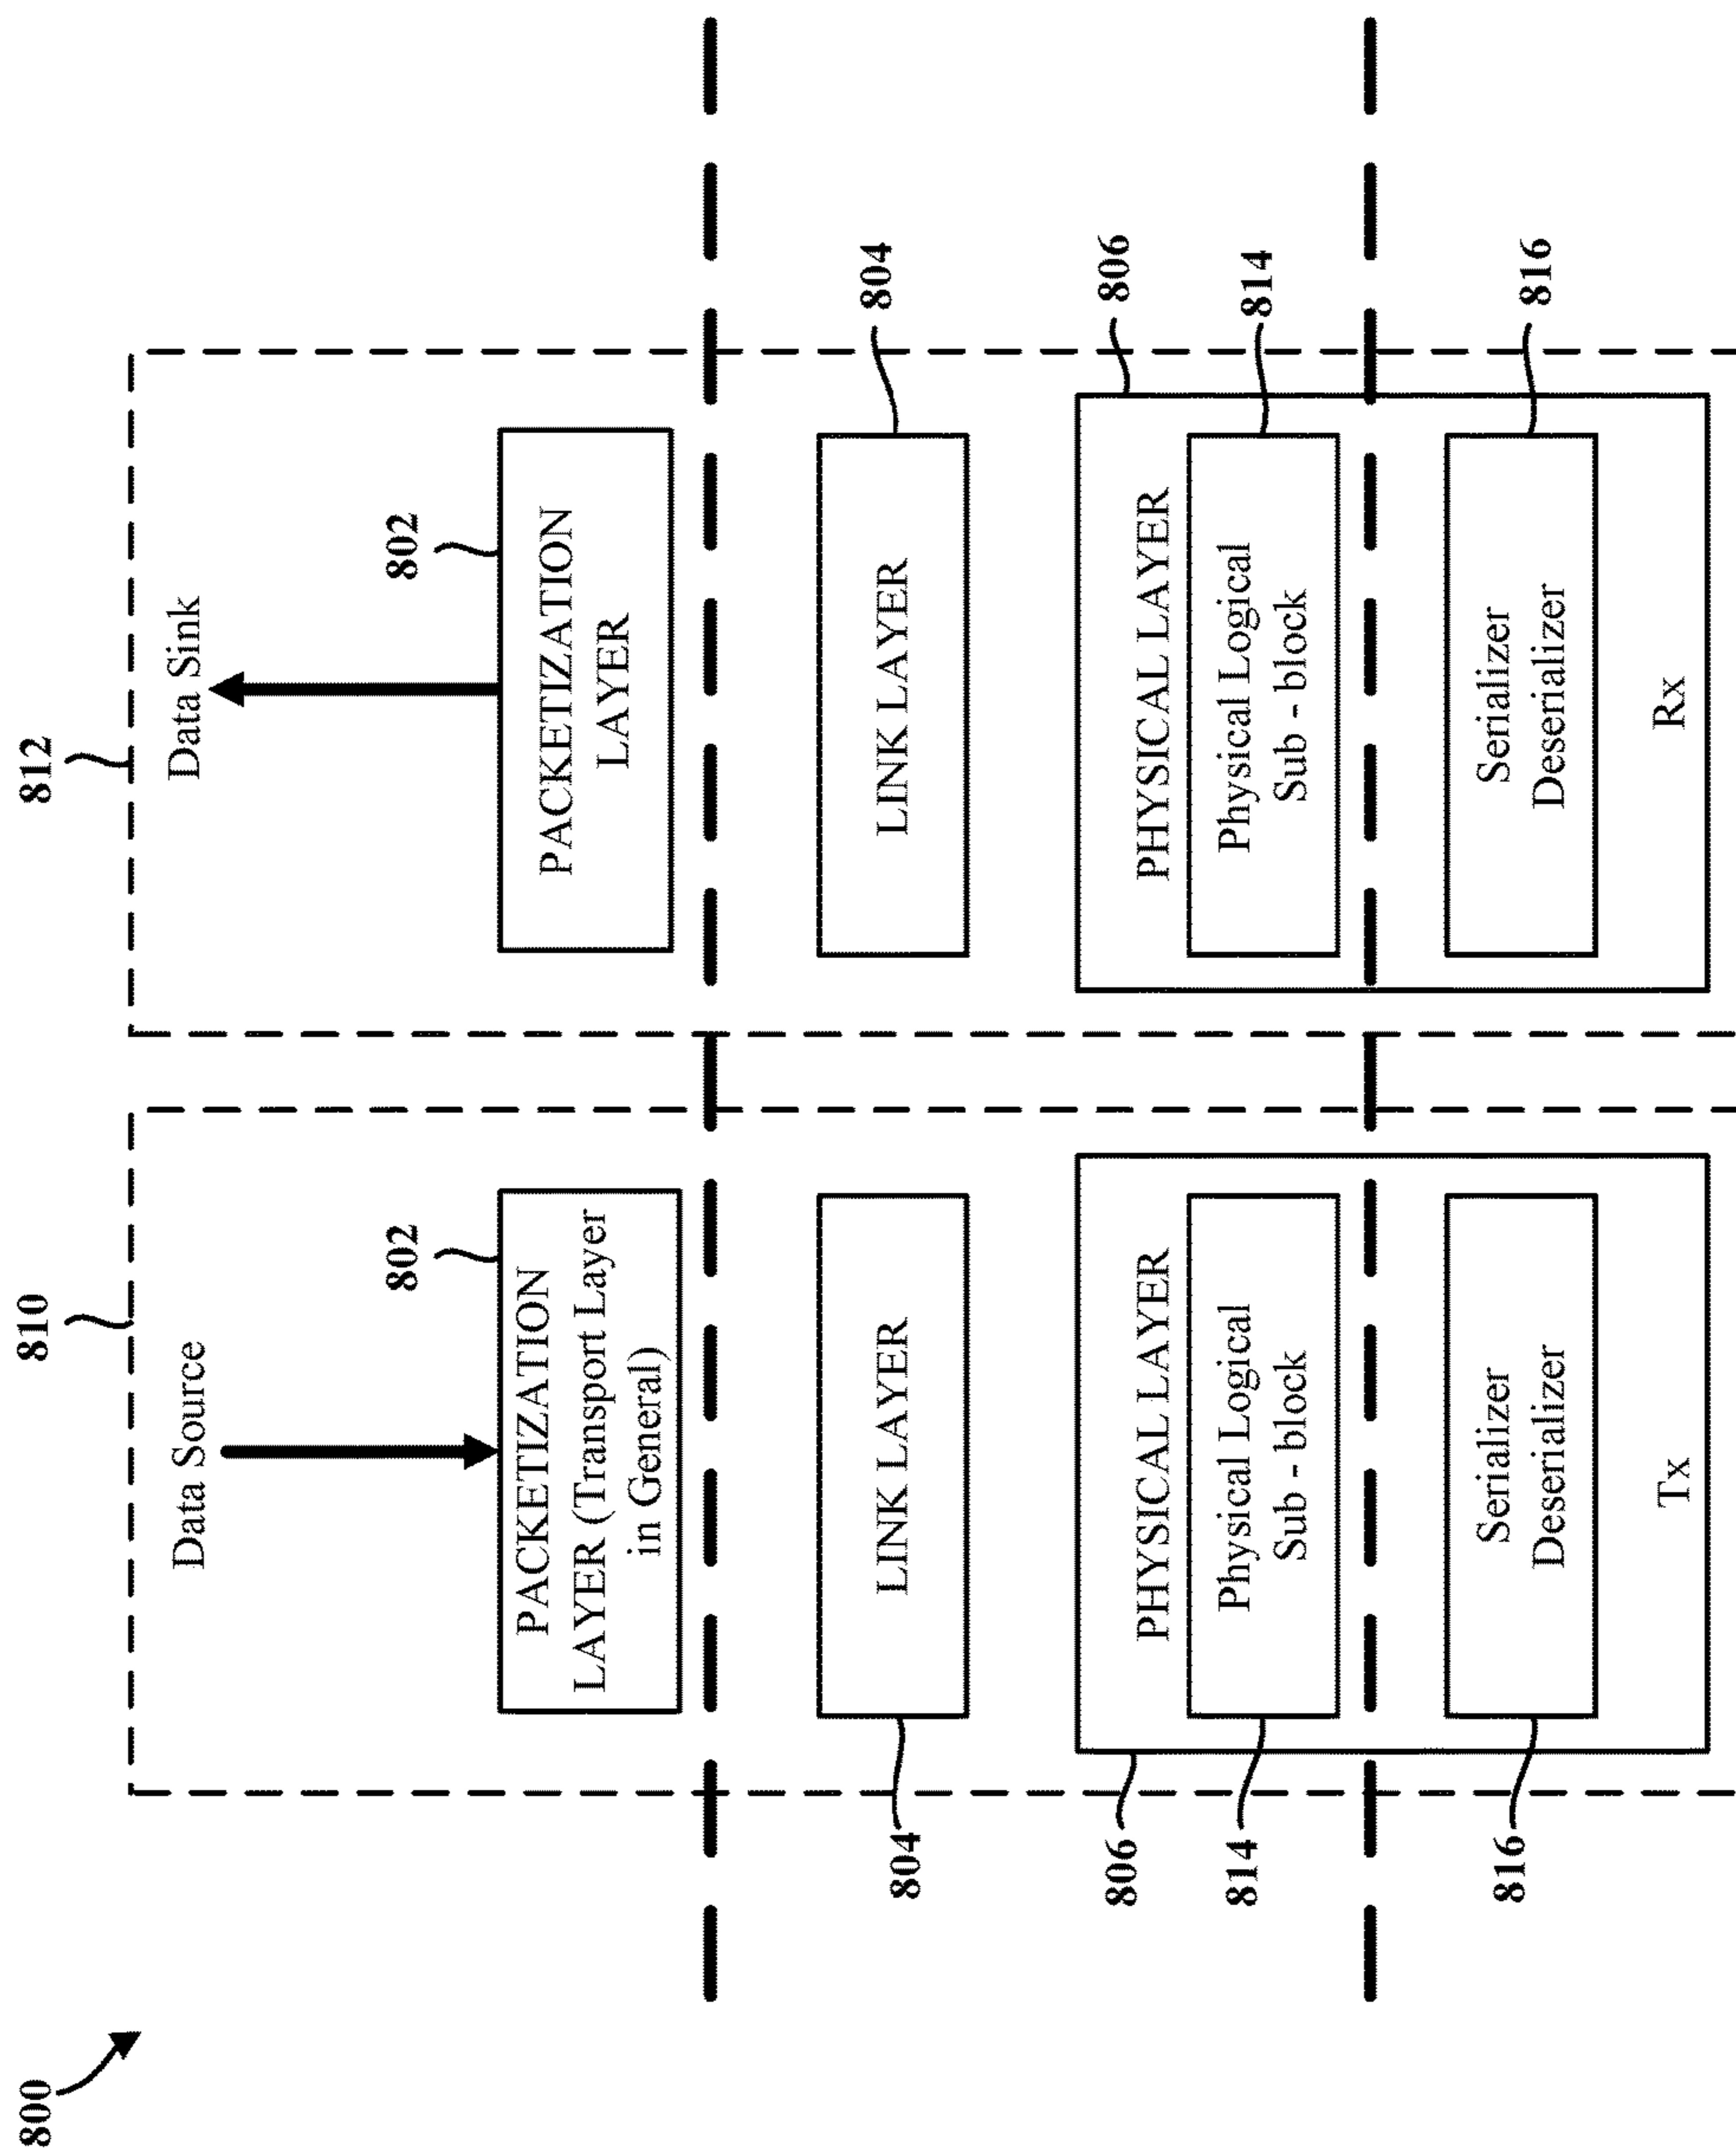 800
810
812
Data Source
Data Sink
802
802
PACKETIZATION
LAYER (Transport Layer
in General)
PACKETIZATION
LAYER
804
LINK LAYER
LINK LAYER
804
806
PHYSICAL LAYER
PHYSICAL LAYER
806
814
Physical Logical
Sub - block
Physical Logical
Sub - block
814
816
Serializer
Deserializer
Serializer
Deserializer
816
Tx
Rx